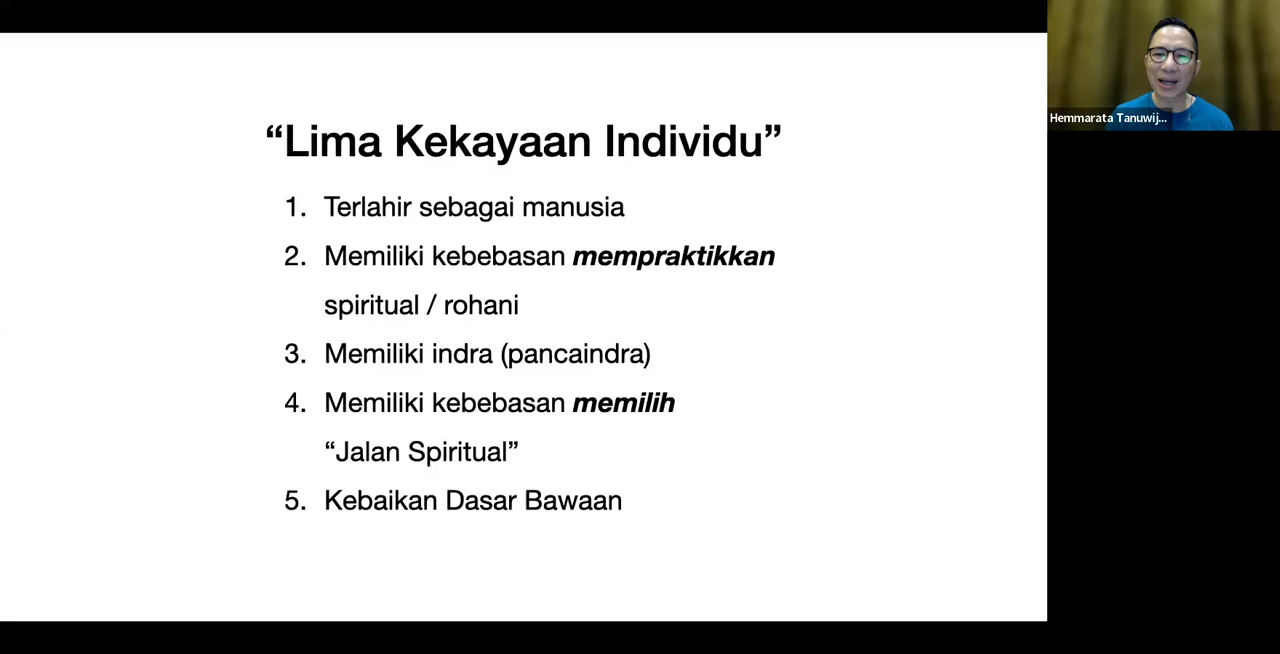 “Lima Kekayaan Individu”
1. Terlahir sebagai manusia
2. Memiliki kebebasan mempraktikkan
spiritual / rohani
3. Memiliki indra (pancaindra)
4. Memiliki kebebasan memilih
“Jalan Spiritual”
5. Kebaikan Dasar Bawaan
Hemmarata Tanuwij...